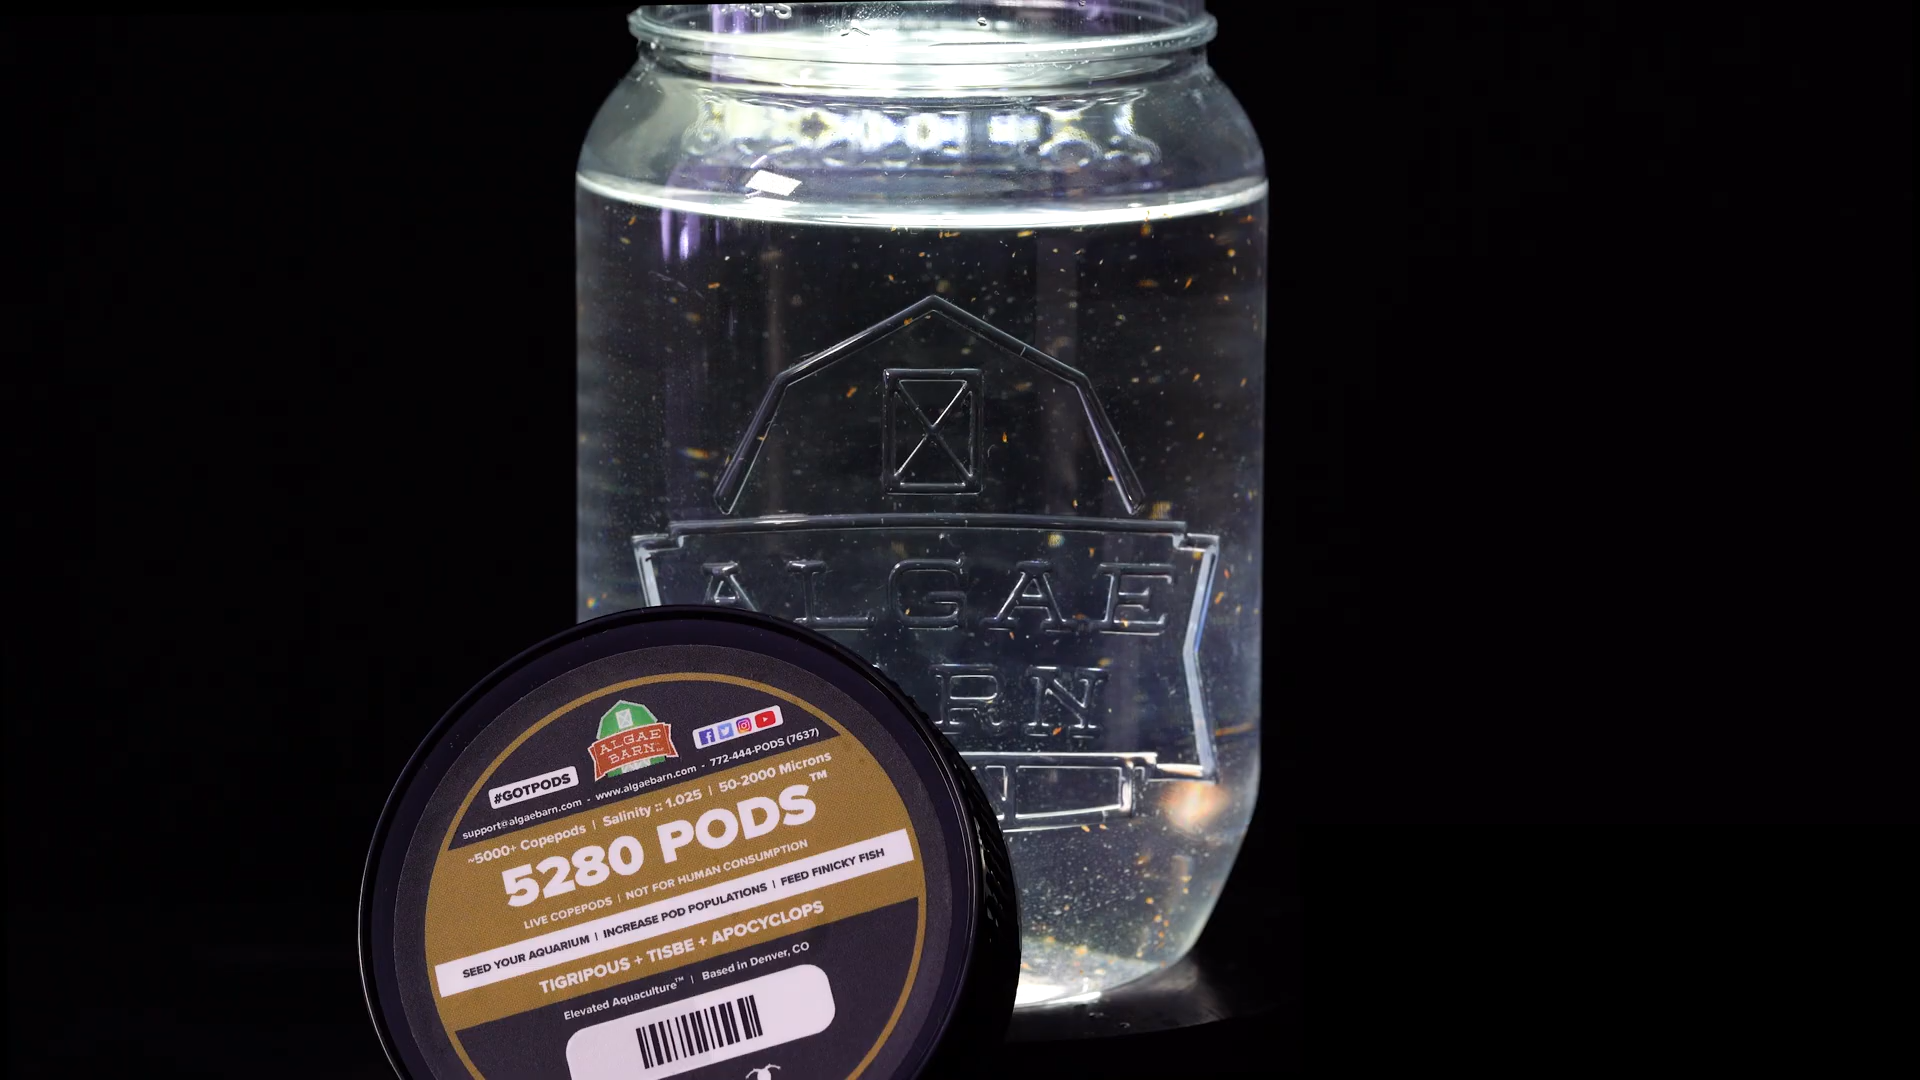 ALGAE
RN
ALGAE
BARN
#GOTPODS
support@algaebarn.com - www.algaebarn.com - 772-444-PODS (7637)
~5000+ Copepods | Salinity :: 1.025 | 50-2000 Microns
5280 PODS™
LIVE COPEPODS | NOT FOR HUMAN CONSUMPTION
SEED YOUR AQUARIUM | INCREASE POD POPULATIONS | FEED FINICKY FISH
TIGRIPOUS + TISBE + APOCYCLOPS
Elevated Aquaculture™ | Based in Denver, CO